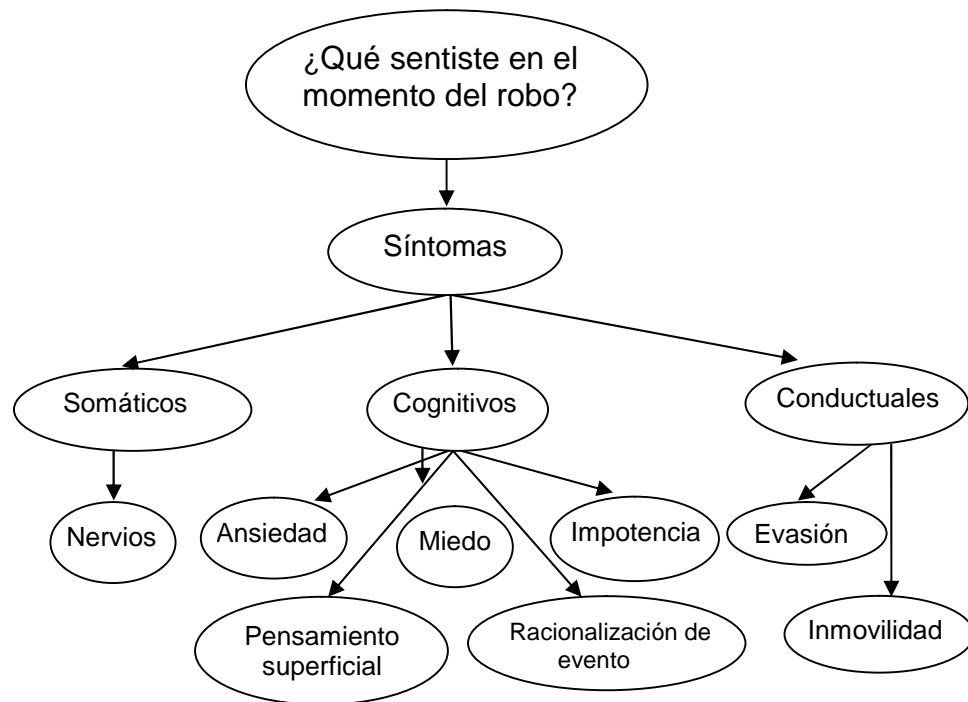 ¿Qué sentiste en el
momento del robo?
Síntomas
Somáticos
Cognitivos
Conductuales
Nervios
Ansiedad
Miedo
Impotencia
Evasión
Pensamiento
superficial
Racionalización de
evento
Inmovilidad